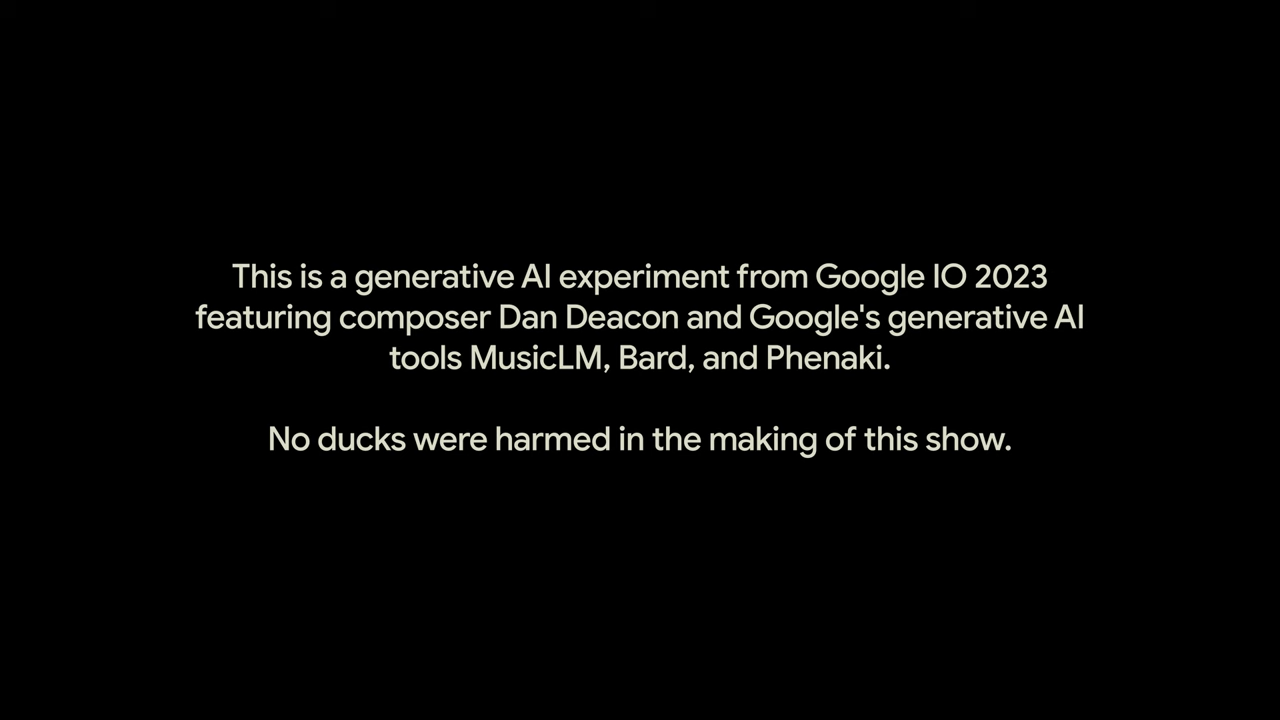 This is a generative AI experiment from Google IO 2023
featuring composer Dan Deacon and Google's generative AI
tools MusicLM, Bard, and Phenaki.
No ducks were harmed in the making of this show.